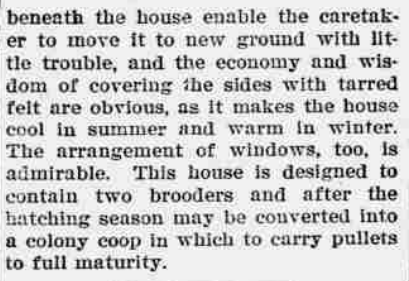 beneath the house enable the caretak-
er to move it to new ground with lit-
tle trouble, and the economy and wis-
dom of covering the sides with tarred
felt are obvious, as it makes the house
cool in summer and warm in winter.
The arrangement of windows, too, is
admirable. This house is designed to
contain two brooders and after the
hatching season may be converted into
a colony coop in which to carry pullets
to full maturity.